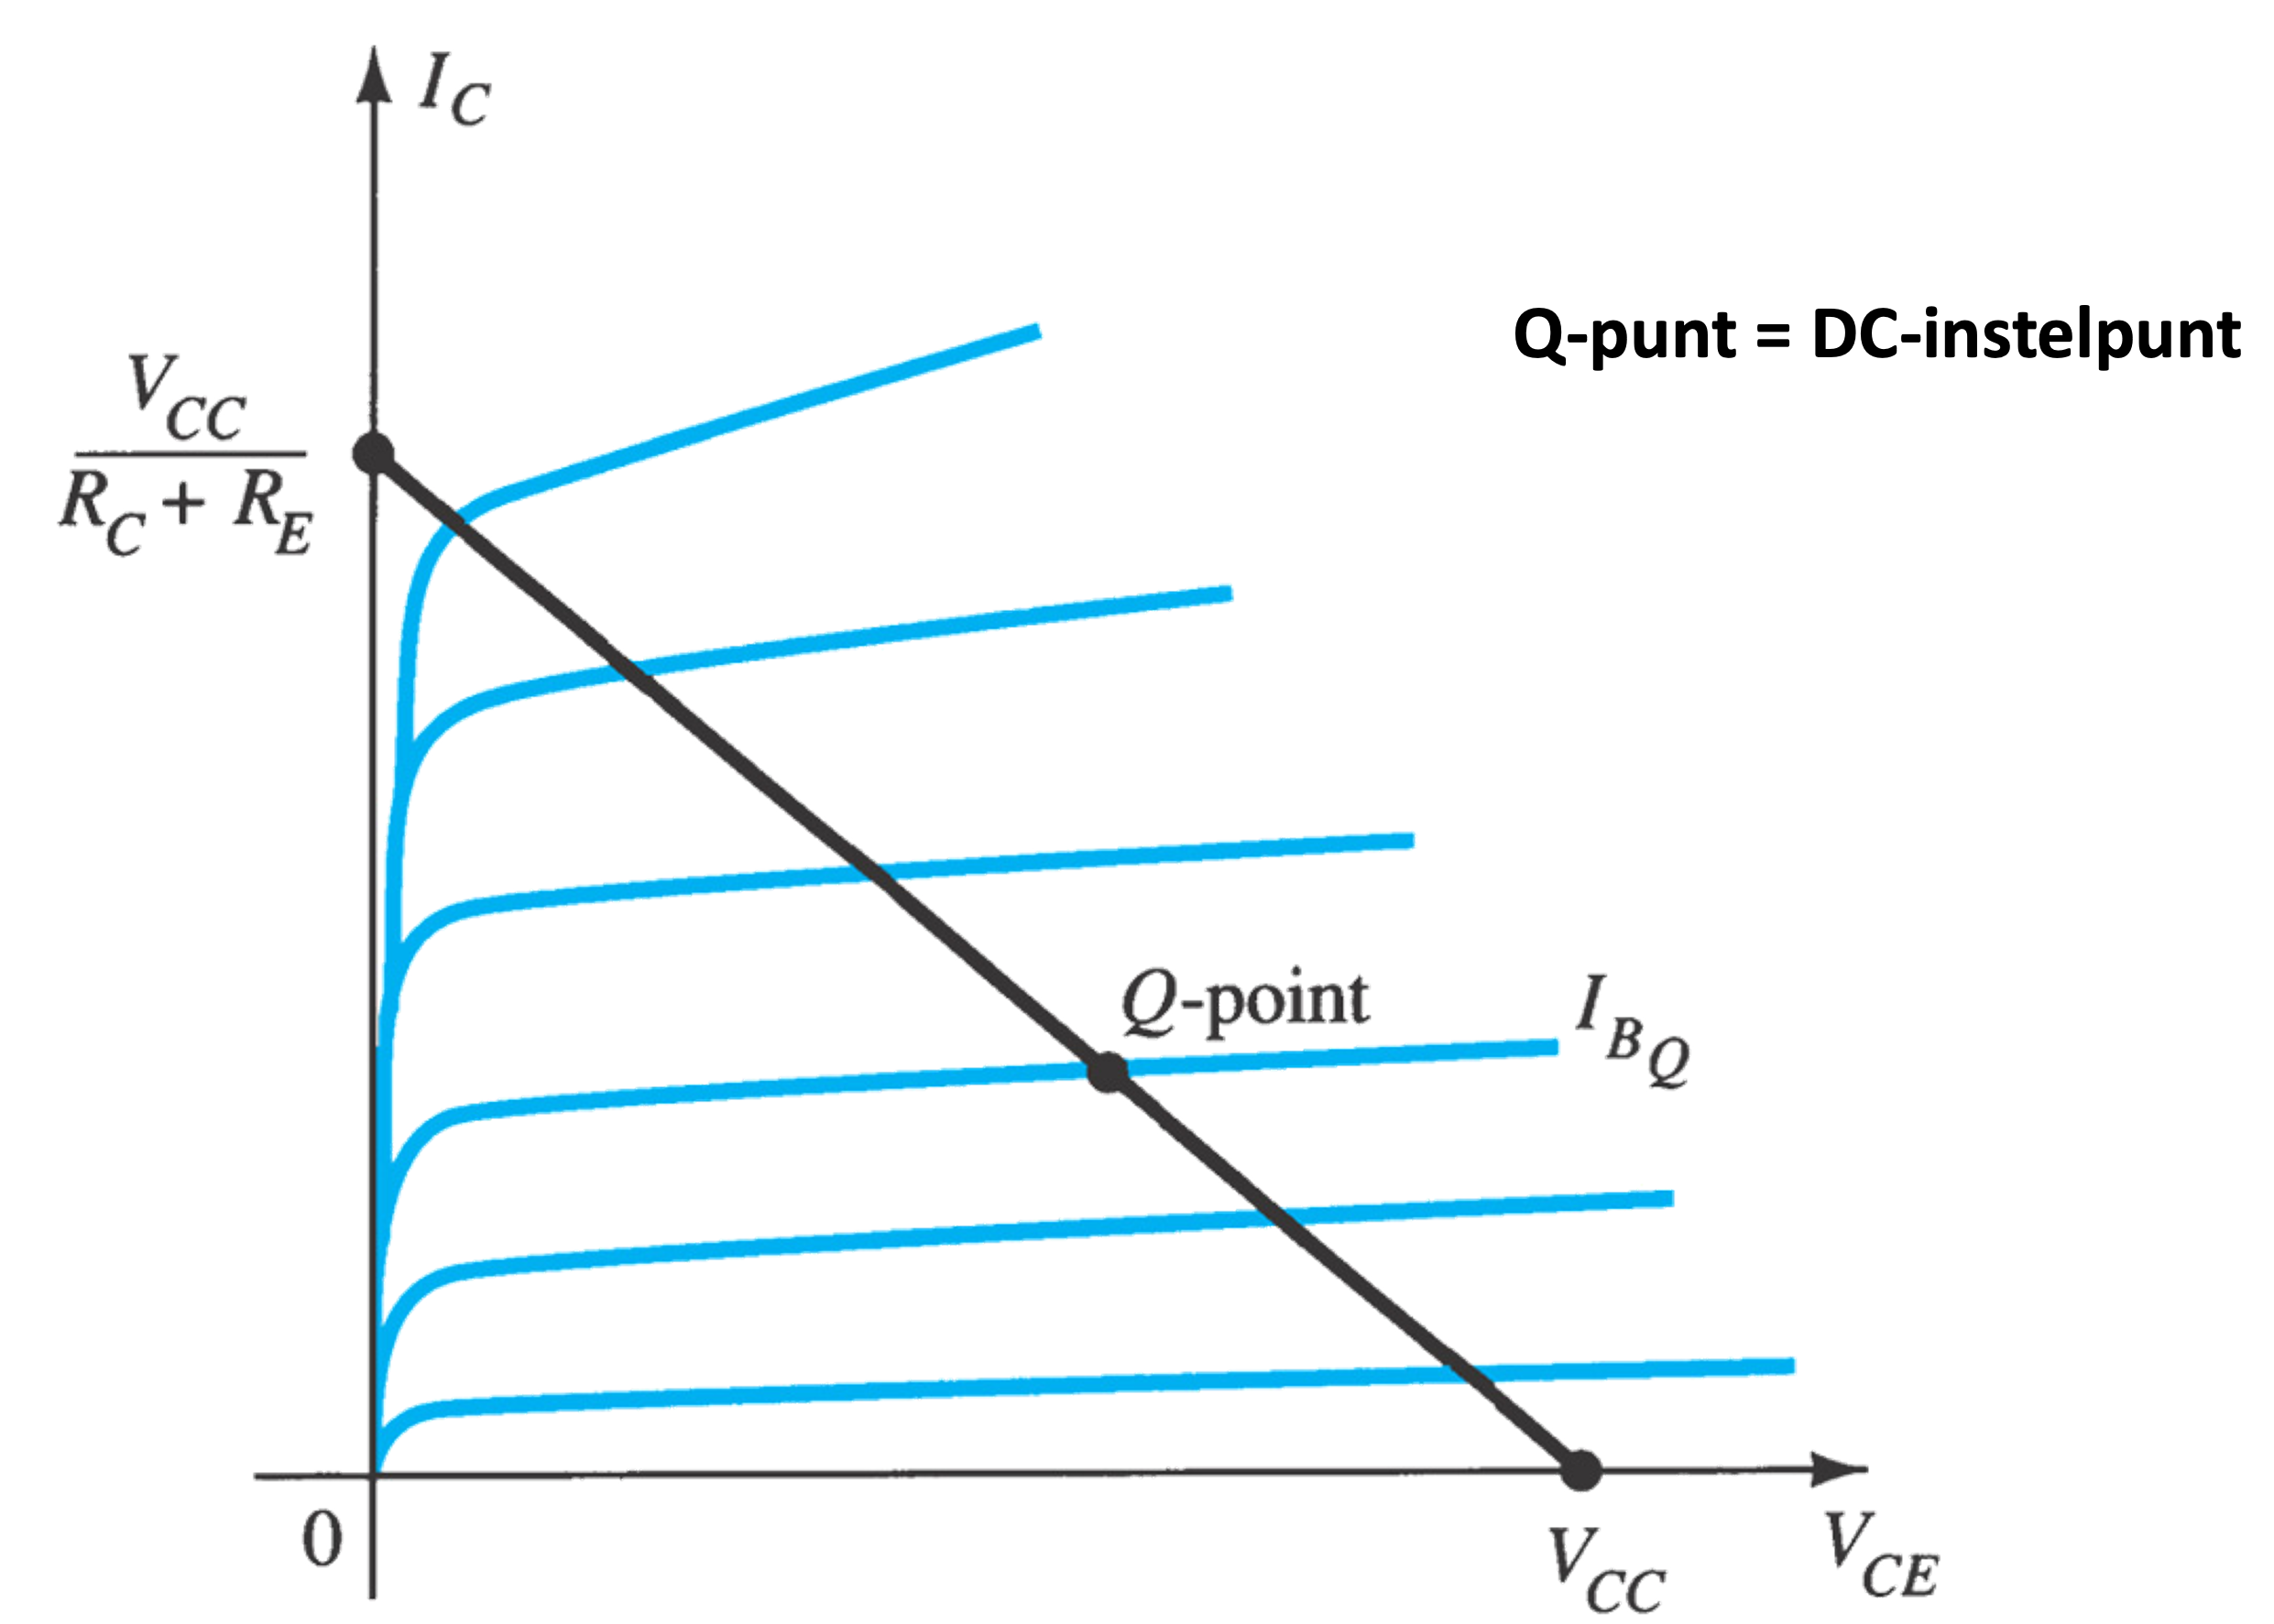 I_C
Q-punt = DC-instelpunt
V_CC
R_C + R_E
Q-point
I_B_Q
0
V_CC
V_CE